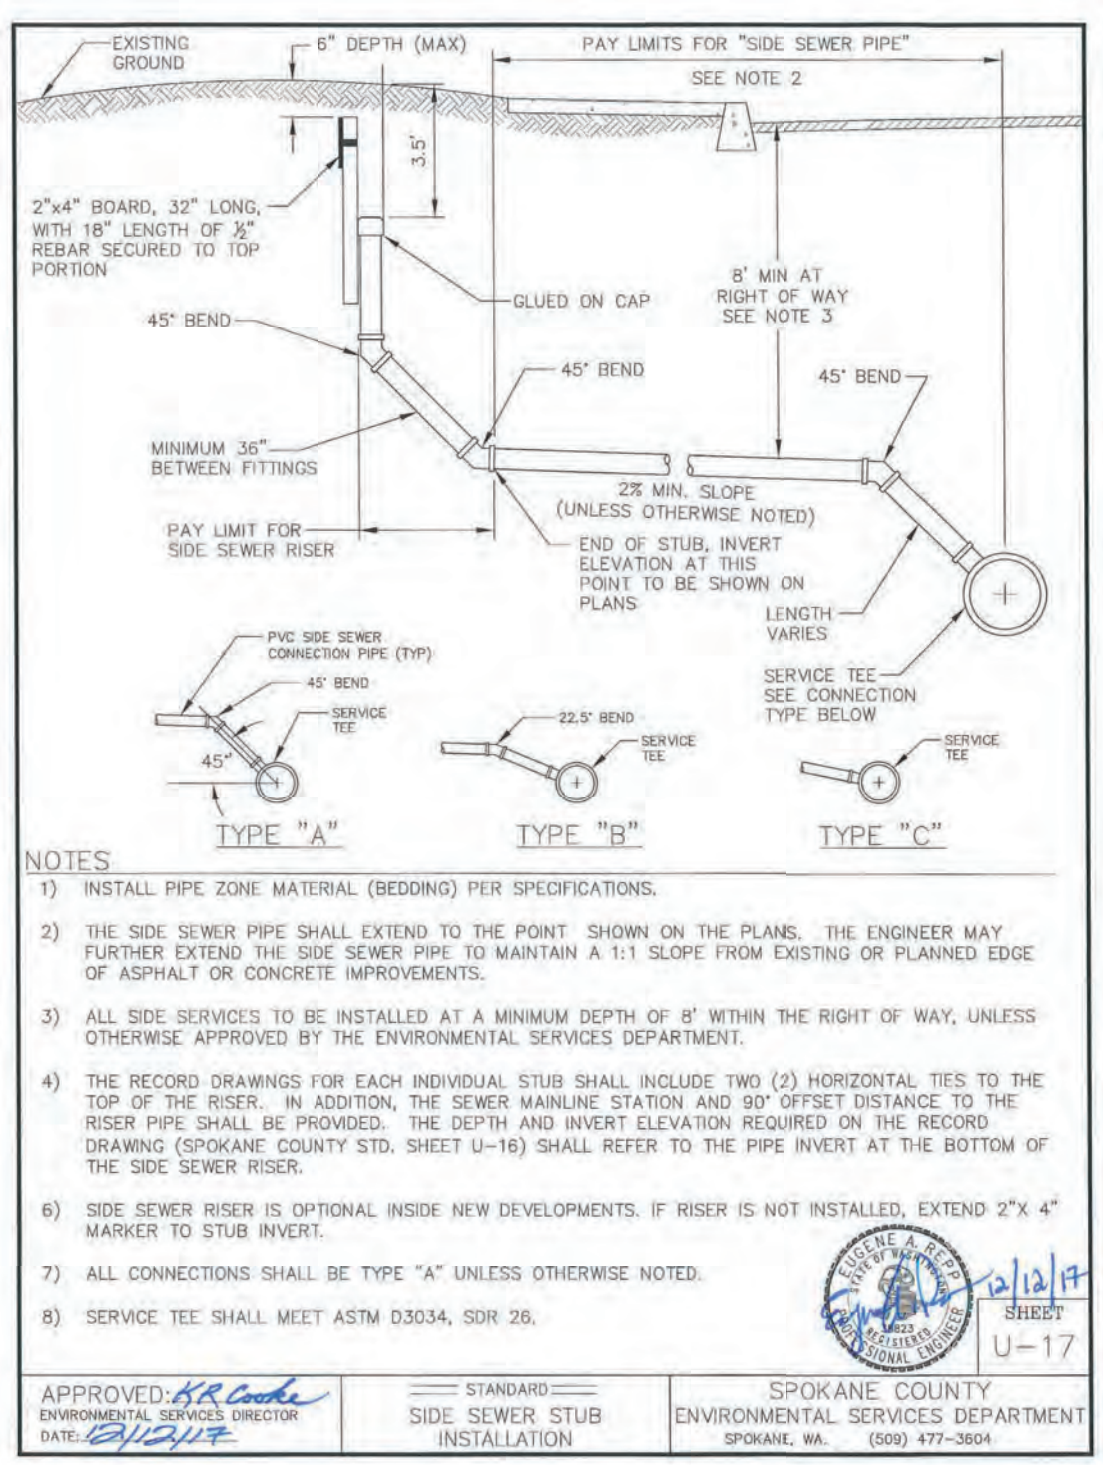 EXISTING
GROUND
6" DEPTH (MAX)
PAY LIMITS FOR "SIDE SEWER PIPE"
SEE NOTE 2
3.5'
2"x4" BOARD, 32" LONG,
WITH 18" LENGTH OF ½"
REBAR SECURED TO TOP
PORTION
GLUED ON CAP
8' MIN AT
RIGHT OF WAY
SEE NOTE 3
45° BEND
45° BEND
45° BEND
MINIMUM 36"
BETWEEN FITTINGS
2% MIN. SLOPE
(UNLESS OTHERWISE NOTED)
PAY LIMIT FOR
SIDE SEWER RISER
END OF STUB, INVERT
ELEVATION AT THIS
POINT TO BE SHOWN ON
PLANS
LENGTH
VARIES
SERVICE TEE
SEE CONNECTION
TYPE BELOW
PVC SIDE SEWER
CONNECTION PIPE (TYP)
45° BEND
SERVICE
TEE
45°
TYPE "A"
22.5° BEND
SERVICE
TEE
TYPE "B"
SERVICE
TEE
TYPE "C"
NOTES
1) INSTALL PIPE ZONE MATERIAL (BEDDING) PER SPECIFICATIONS.
2) THE SIDE SEWER PIPE SHALL EXTEND TO THE POINT SHOWN ON THE PLANS. THE ENGINEER MAY
FURTHER EXTEND THE SIDE SEWER PIPE TO MAINTAIN A 1:1 SLOPE FROM EXISTING OR PLANNED EDGE
OF ASPHALT OR CONCRETE IMPROVEMENTS.
3) ALL SIDE SERVICES TO BE INSTALLED AT A MINIMUM DEPTH OF 8' WITHIN THE RIGHT OF WAY, UNLESS
OTHERWISE APPROVED BY THE ENVIRONMENTAL SERVICES DEPARTMENT.
4) THE RECORD DRAWINGS FOR EACH INDIVIDUAL STUB SHALL INCLUDE TWO (2) HORIZONTAL TIES TO THE
TOP OF THE RISER. IN ADDITION, THE SEWER MAINLINE STATION AND 90° OFFSET DISTANCE TO THE
RISER PIPE SHALL BE PROVIDED. THE DEPTH AND INVERT ELEVATION REQUIRED ON THE RECORD
DRAWING (SPOKANE COUNTY STD. SHEET U-16) SHALL REFER TO THE PIPE INVERT AT THE BOTTOM OF
THE SIDE SEWER RISER.
6) SIDE SEWER RISER IS OPTIONAL INSIDE NEW DEVELOPMENTS. IF RISER IS NOT INSTALLED, EXTEND 2"X 4"
MARKER TO STUB INVERT.
7) ALL CONNECTIONS SHALL BE TYPE "A" UNLESS OTHERWISE NOTED.
8) SERVICE TEE SHALL MEET ASTM D3034, SDR 26.
EUGENE A. REPP
STATE OF WASHINGTON
REGISTERED
PROFESSIONAL ENGINEER
12/12/17
SHEET
U-17
APPROVED: KR Cooke
ENVIRONMENTAL SERVICES DIRECTOR
DATE: 12/12/17
STANDARD
SIDE SEWER STUB
INSTALLATION
SPOKANE COUNTY
ENVIRONMENTAL SERVICES DEPARTMENT
SPOKANE, WA. (509) 477-3604